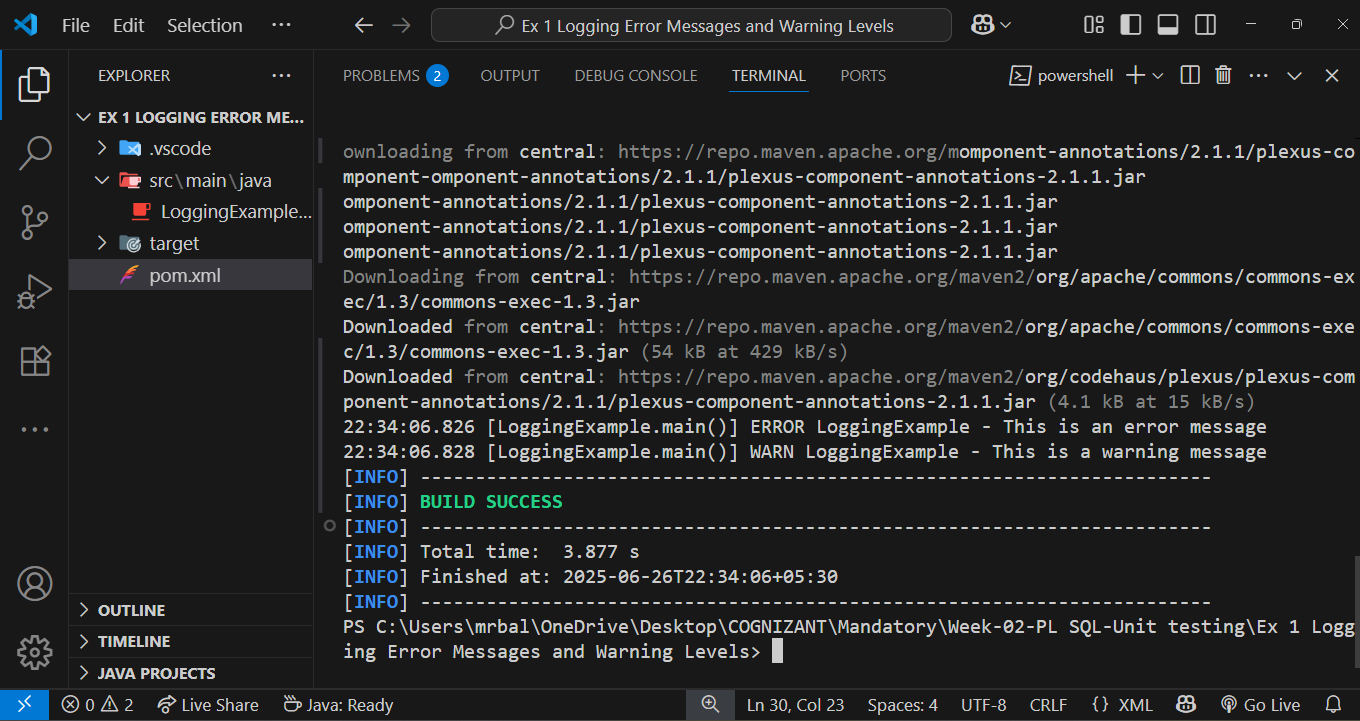 File Edit Selection ··· Ex 1 Logging Error Messages and Warning Levels
EXPLORER ···
EX 1 LOGGING ERROR ME...
.vscode
src\main\java
LoggingExample...
target
pom.xml
OUTLINE
TIMELINE
JAVA PROJECTS
PROBLEMS 2 OUTPUT DEBUG CONSOLE TERMINAL PORTS powershell
ownloading from central: https://repo.maven.apache.org/momponent-annotations/2.1.1/plexus-co
mponent-omponent-annotations/2.1.1/plexus-component-annotations-2.1.1.jar
omponent-annotations/2.1.1/plexus-component-annotations-2.1.1.jar
omponent-annotations/2.1.1/plexus-component-annotations-2.1.1.jar
omponent-annotations/2.1.1/plexus-component-annotations-2.1.1.jar
Downloading from central: https://repo.maven.apache.org/maven2/org/apache/commons/commons-ex
ec/1.3/commons-exec-1.3.jar
Downloaded from central: https://repo.maven.apache.org/maven2/org/apache/commons/commons-exe
c/1.3/commons-exec-1.3.jar (54 kB at 429 kB/s)
Downloaded from central: https://repo.maven.apache.org/maven2/org/codehaus/plexus/plexus-com
ponent-annotations/2.1.1/plexus-component-annotations-2.1.1.jar (4.1 kB at 15 kB/s)
22:34:06.826 [LoggingExample.main()] ERROR LoggingExample - This is an error message
22:34:06.828 [LoggingExample.main()] WARN LoggingExample - This is a warning message
[INFO] ------------------------------------------------------------------------
[INFO] BUILD SUCCESS
[INFO] ------------------------------------------------------------------------
[INFO] Total time:  3.877 s
[INFO] Finished at: 2025-06-26T22:34:06+05:30
[INFO] ------------------------------------------------------------------------
PS C:\Users\mrbal\OneDrive\Desktop\COGNIZANT\Mandatory\Week-02-PL SQL-Unit testing\Ex 1 Logg
ing Error Messages and Warning Levels>
0 2 Live Share Java: Ready Ln 30, Col 23 Spaces: 4 UTF-8 CRLF {} XML Go Live